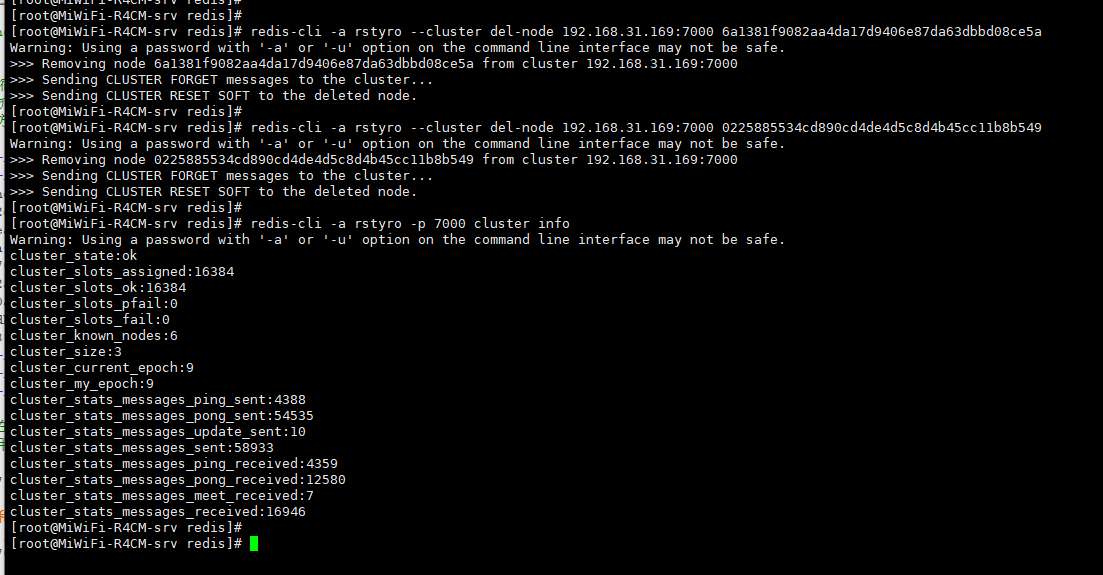 [root@MiWiFi-R4CM-srv redis]#
[root@MiWiFi-R4CM-srv redis]#
[root@MiWiFi-R4CM-srv redis]# redis-cli -a rstyro --cluster del-node 192.168.31.169:7000 6a1381f9082aa4da17d9406e87da63dbbd08ce5a
Warning: Using a password with '-a' or '-u' option on the command line interface may not be safe.
>>> Removing node 6a1381f9082aa4da17d9406e87da63dbbd08ce5a from cluster 192.168.31.169:7000
>>> Sending CLUSTER FORGET messages to the cluster...
>>> Sending CLUSTER RESET SOFT to the deleted node.
[root@MiWiFi-R4CM-srv redis]#
[root@MiWiFi-R4CM-srv redis]# redis-cli -a rstyro --cluster del-node 192.168.31.169:7000 0225885534cd890cd4de4d5c8d4b45cc11b8b549
Warning: Using a password with '-a' or '-u' option on the command line interface may not be safe.
>>> Removing node 0225885534cd890cd4de4d5c8d4b45cc11b8b549 from cluster 192.168.31.169:7000
>>> Sending CLUSTER FORGET messages to the cluster...
>>> Sending CLUSTER RESET SOFT to the deleted node.
[root@MiWiFi-R4CM-srv redis]#
[root@MiWiFi-R4CM-srv redis]# redis-cli -a rstyro -p 7000 cluster info
Warning: Using a password with '-a' or '-u' option on the command line interface may not be safe.
cluster_state:ok
cluster_slots_assigned:16384
cluster_slots_ok:16384
cluster_slots_pfail:0
cluster_slots_fail:0
cluster_known_nodes:6
cluster_size:3
cluster_current_epoch:9
cluster_my_epoch:9
cluster_stats_messages_ping_sent:4388
cluster_stats_messages_pong_sent:54535
cluster_stats_messages_update_sent:10
cluster_stats_messages_sent:58933
cluster_stats_messages_ping_received:4359
cluster_stats_messages_pong_received:12580
cluster_stats_messages_meet_received:7
cluster_stats_messages_received:16946
[root@MiWiFi-R4CM-srv redis]#
[root@MiWiFi-R4CM-srv redis]#